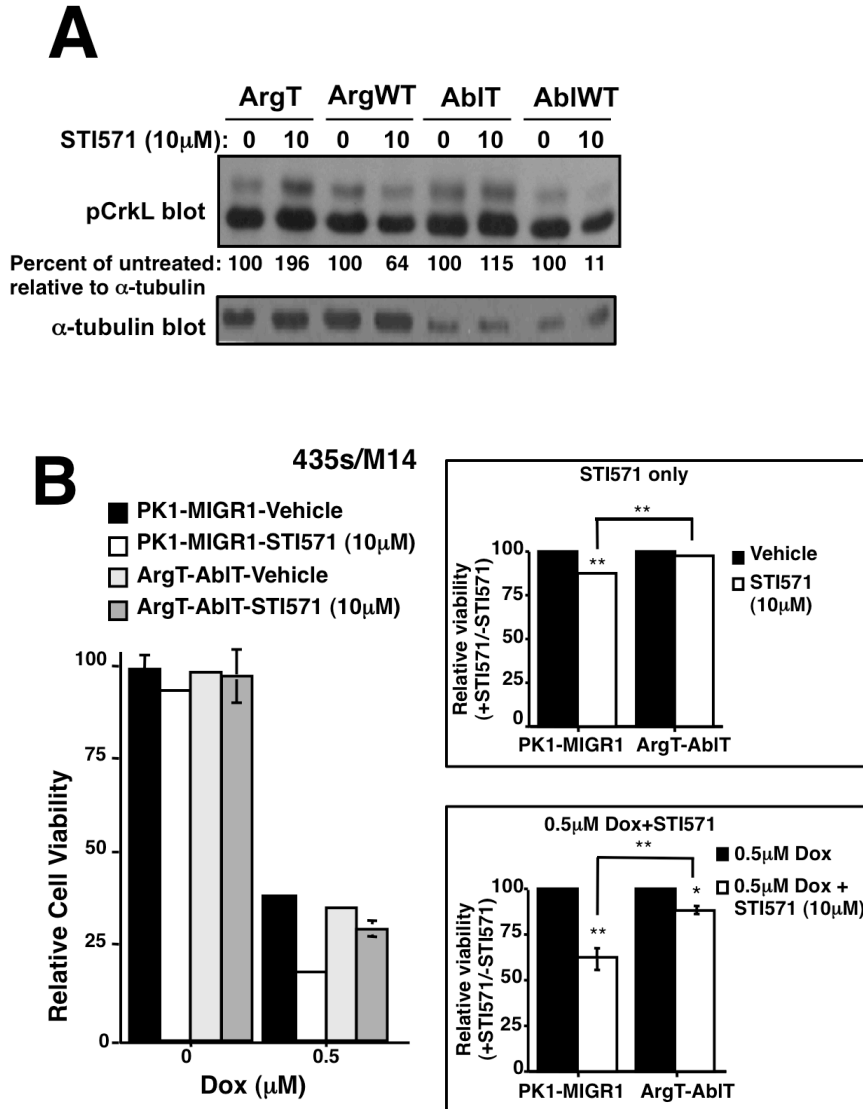 A
ArgT ArgWT AblT AblWT
STI571 (10μM): 0 10 0 10 0 10 0 10
pCrkL blot
Percent of untreated: 100 196 100 64 100 115 100 11
relative to α-tubulin
α-tubulin blot
B
435s/M14
PK1-MIGR1-Vehicle
PK1-MIGR1-STI571 (10μM)
ArgT-AblT-Vehicle
ArgT-AblT-STI571 (10μM)
Relative Cell Viability
100
75
50
25
0
0 0.5
Dox (μM)
STI571 only
**
**
Vehicle
STI571
(10μM)
Relative viability
(+STI571/-STI571)
100
75
50
25
0
PK1-MIGR1 ArgT-AblT
0.5μM Dox+STI571
**
**
*
0.5μM Dox
0.5μM Dox +
STI571 (10μM)
Relative viability
(+STI571/-STI571)
100
75
50
25
0
PK1-MIGR1 ArgT-AblT